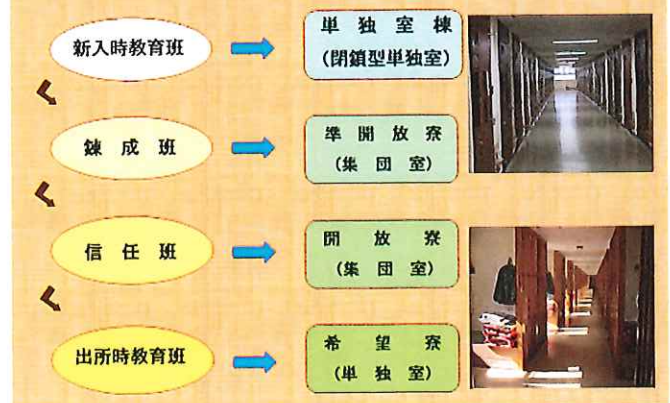 新入時教育班
単独室棟
(閉鎖型単独室)
錬成班
準開放寮
(集団室)
信任班
開放寮
(集団室)
出所時教育班
希望寮
(単独室)